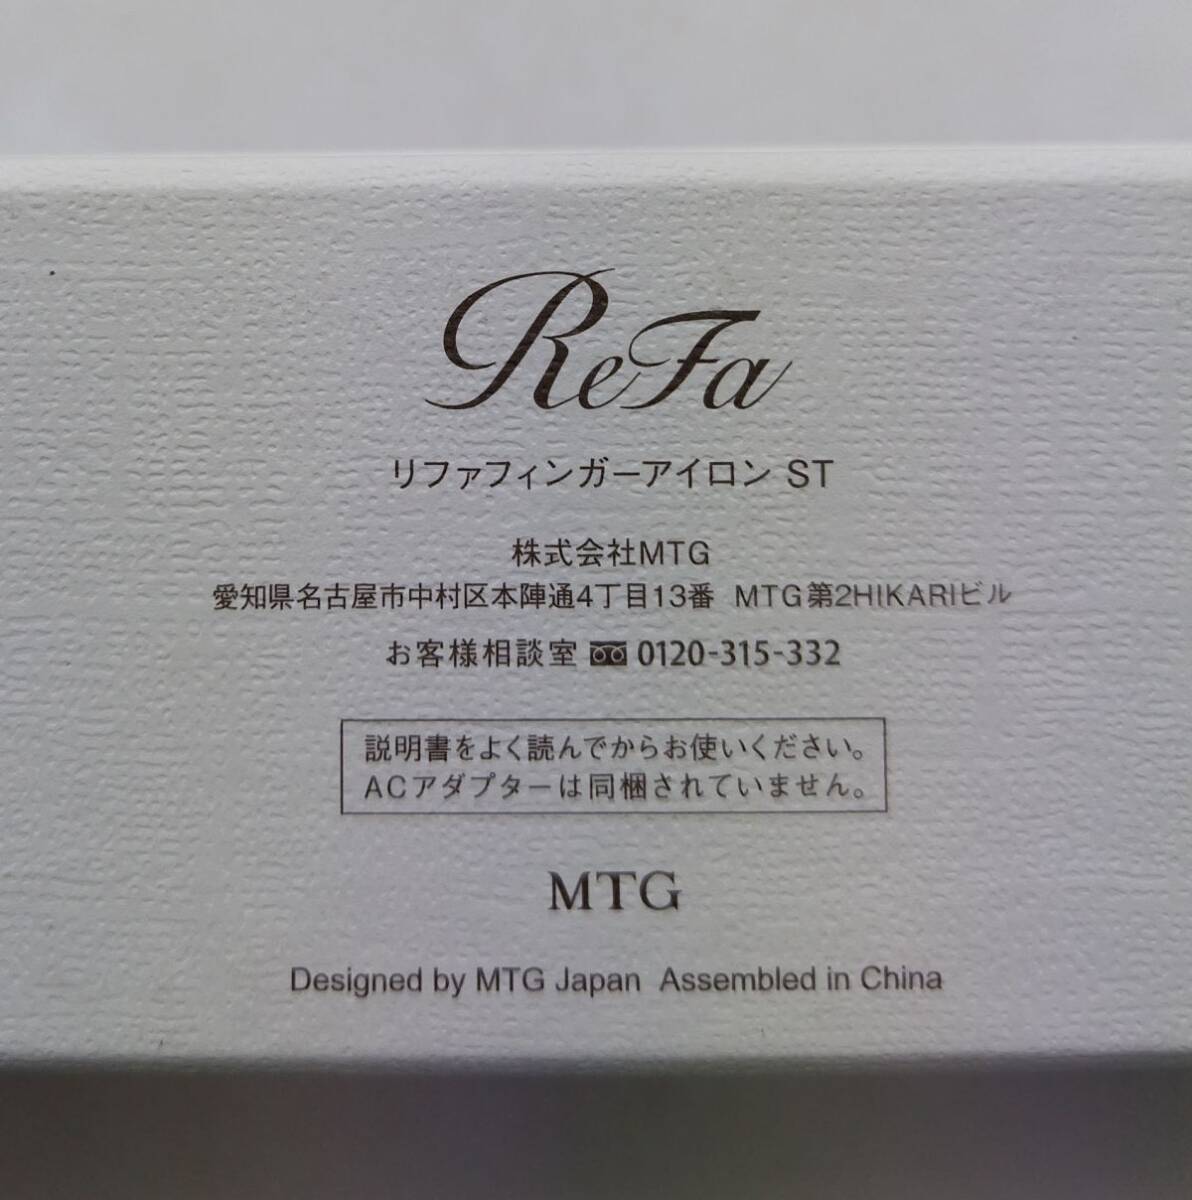 ReFa
リファフィンガーアイロン ST
株式会社MTG
愛知県名古屋市中村区本陣通4丁目13番 MTG第2HIKARIビル
お客様相談室 0120-315-332
説明書をよく読んでからお使いください。
ACアダプターは同梱されていません。
MTG
Designed by MTG Japan Assembled in China